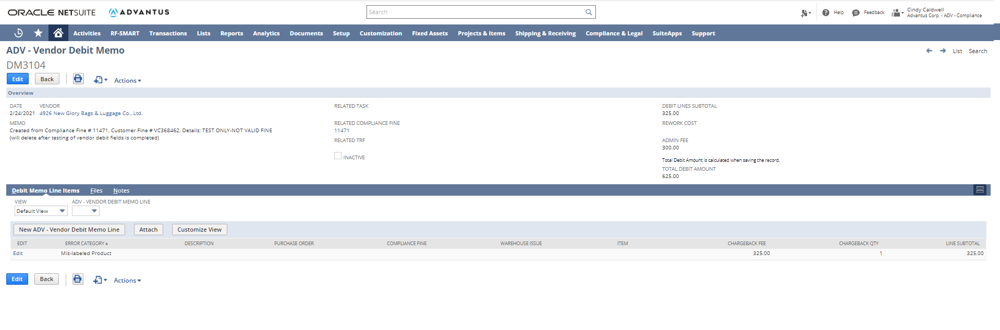 ORACLE NETSUITE
ADVANTUS
Search
Help
Feedback
Cindy Caldwell
Advantus Corp. - ADV - Compliance
Activities RF-SMART Transactions Lists Reports Analytics Documents Setup Customization Fixed Assets Projects & Items Shipping & Receiving Compliance & Legal SuiteApps Support
ADV - Vendor Debit Memo
List Search
DM3104
Edit Back Actions
Overview
DATE VENDOR
2/24/2021 4926 New Glory Bags & Luggage Co., Ltd.
MEMO
Created from Compliance Fine # 11471, Customer Fine # VC368462. Details: TEST ONLY-NOT VALID FINE
(will delete after testing of vendor debit fields is completed)
RELATED TASK
RELATED COMPLIANCE FINE
11471
RELATED TRF
INACTIVE
DEBIT LINES SUBTOTAL
325.00
REWORK COST
ADMIN FEE
300.00
Total Debit Amount is calculated when saving the record.
TOTAL DEBIT AMOUNT
625.00
Debit Memo Line Items Files Notes
VIEW ADV - VENDOR DEBIT MEMO LINE
Default View
New ADV - Vendor Debit Memo Line Attach Customize View
EDIT ERROR CATEGORY DESCRIPTION PURCHASE ORDER COMPLIANCE FINE WAREHOUSE ISSUE ITEM CHARGEBACK FEE CHARGEBACK QTY LINE SUBTOTAL
Edit Mis-labeled Product 325.00 1 325.00
Edit Back Actions